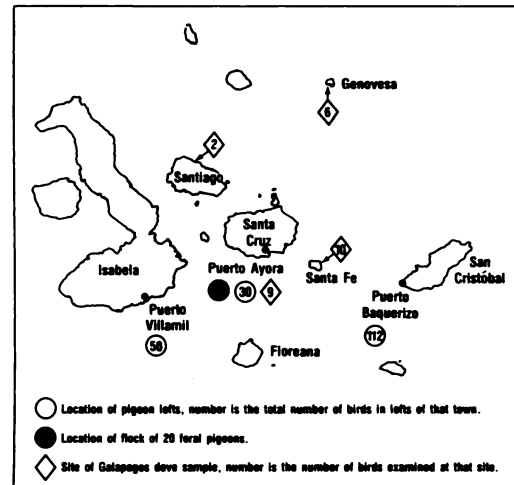 Genovesa
6
2
Santiago
Santa
Cruz
10
Isabela
Puerto Ayora
Santa Fe
San
Cristóbal
30
9
Puerto
Villamil
Puerto
Baquerizo
56
112
Floreana
Location of pigeon lofts, number is the total number of birds in lofts of that town.
Location of flock of 20 feral pigeons.
Site of Galapagos dove sample, number is the number of birds examined at that site.